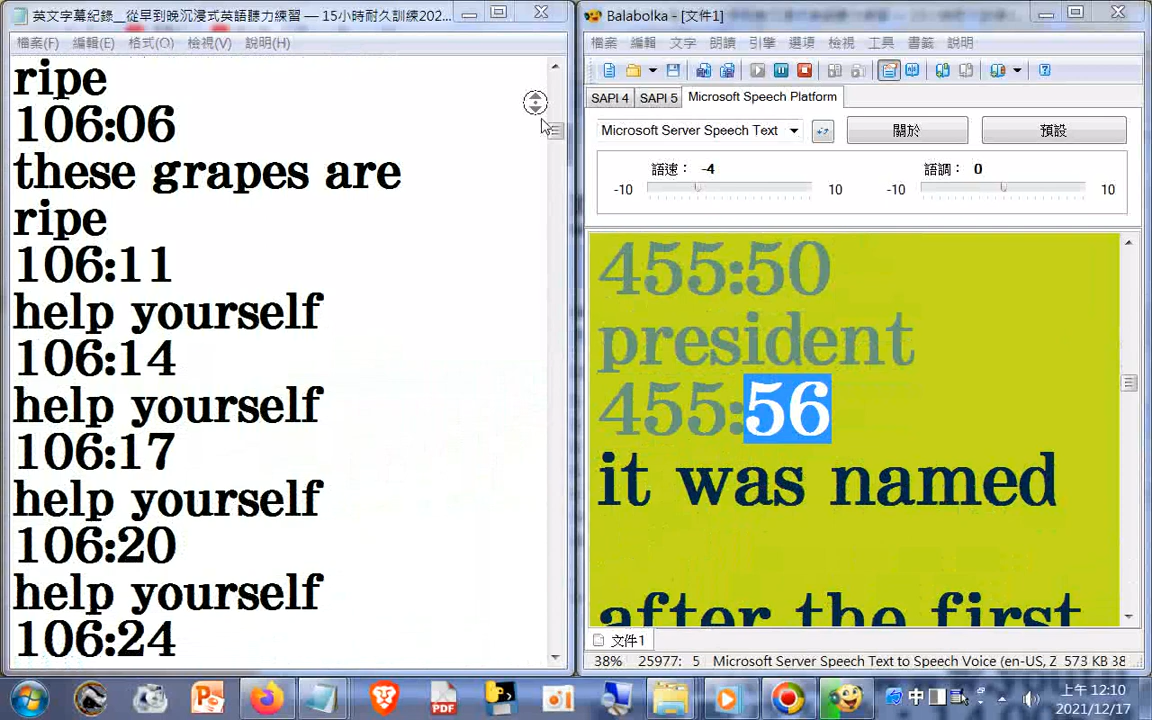 英文字幕紀錄__從早到晚沉浸式英語聽力練習 — 15小時耐久訓練202...
檔案(F) 編輯(E) 格式(O) 檢視(V) 說明(H)
ripe
106:06
these grapes are
ripe
106:11
help yourself
106:14
help yourself
106:17
help yourself
106:20
help yourself
106:24
Balabolka - [文件1]
檔案 編輯 文字 朗讀 引擎 選項 檢視 工具 書籤 說明
SAPI 4 SAPI 5 Microsoft Speech Platform
Microsoft Server Speech Text 關於 預設
語速： -4 語調： 0
-10 10 -10 10
455:50
president
455:56
it was named
after the first
文件1
38% 25977: 5 Microsoft Server Speech Text to Speech Voice (en-US, Z 573 KB 38
中 上午 12:10
2021/12/17